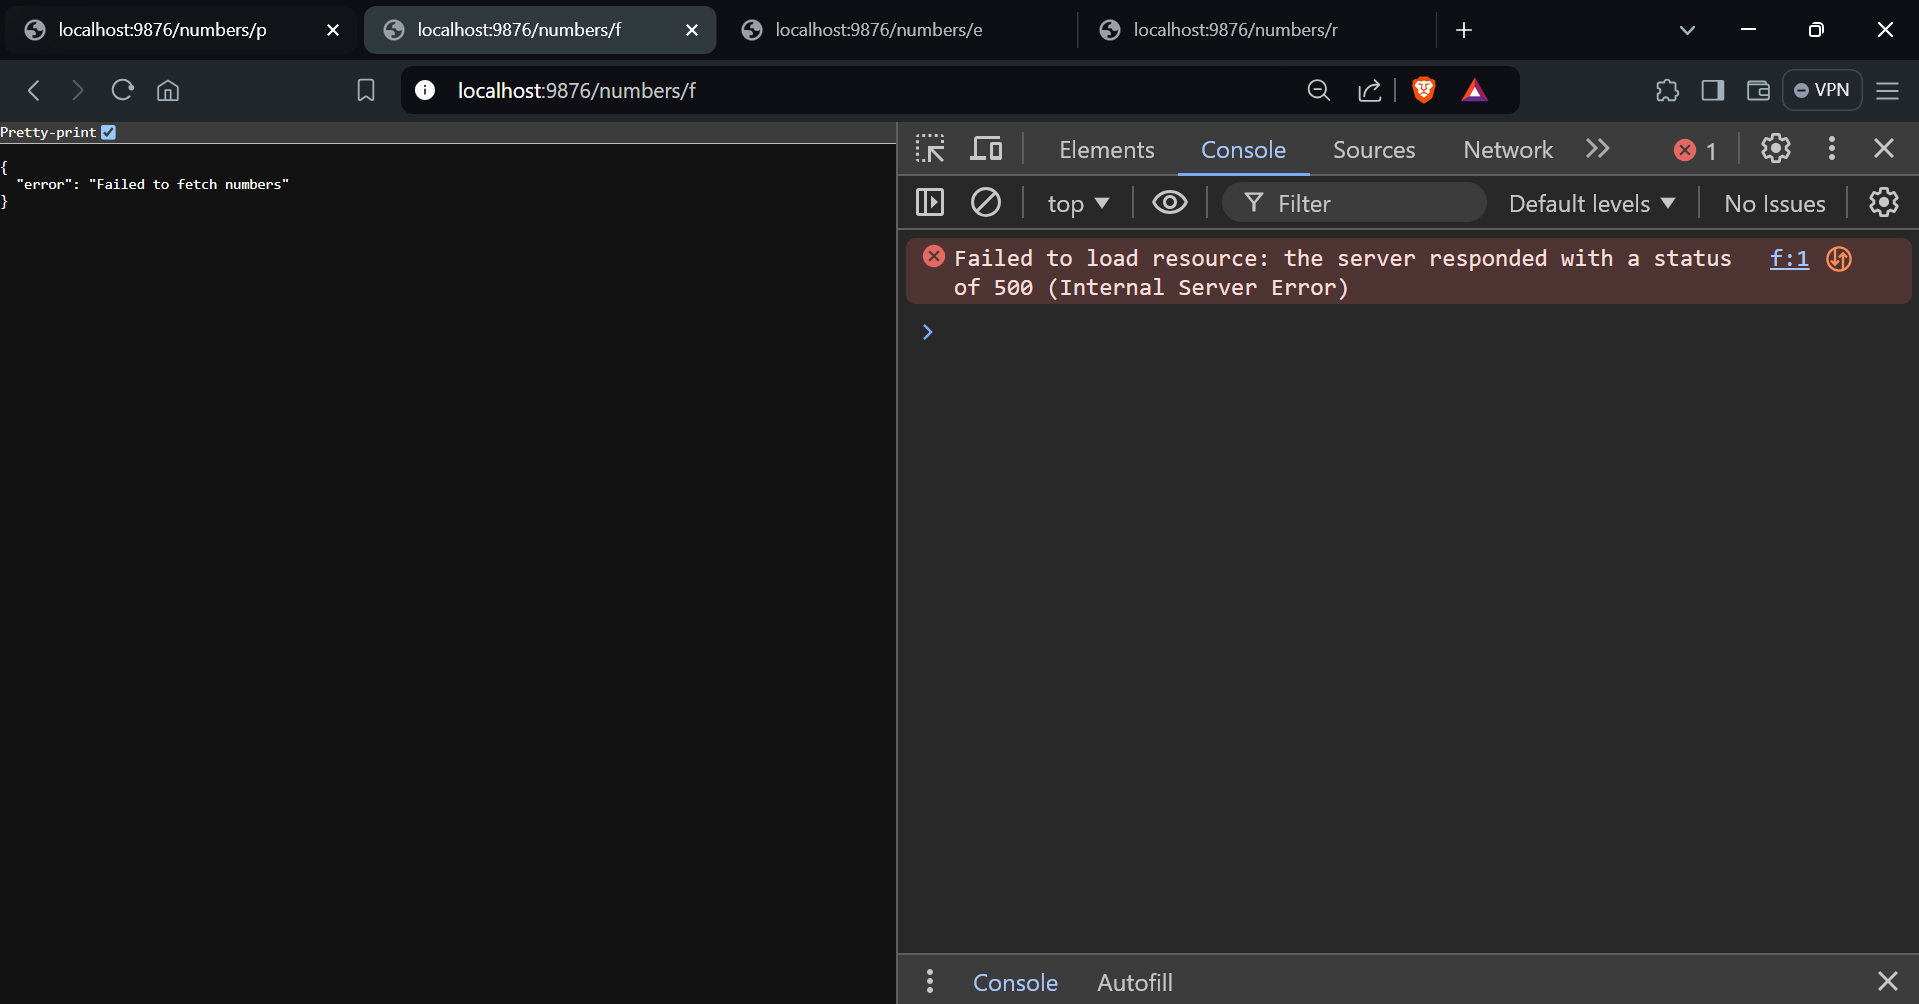 localhost:9876/numbers/p
localhost:9876/numbers/f
localhost:9876/numbers/e
localhost:9876/numbers/r
localhost:9876/numbers/f
VPN
Pretty-print
{
"error": "Failed to fetch numbers"
}
Elements Console Sources Network 1
top Filter Default levels No Issues
Failed to load resource: the server responded with a status f:1
of 500 (Internal Server Error)
Console Autofill